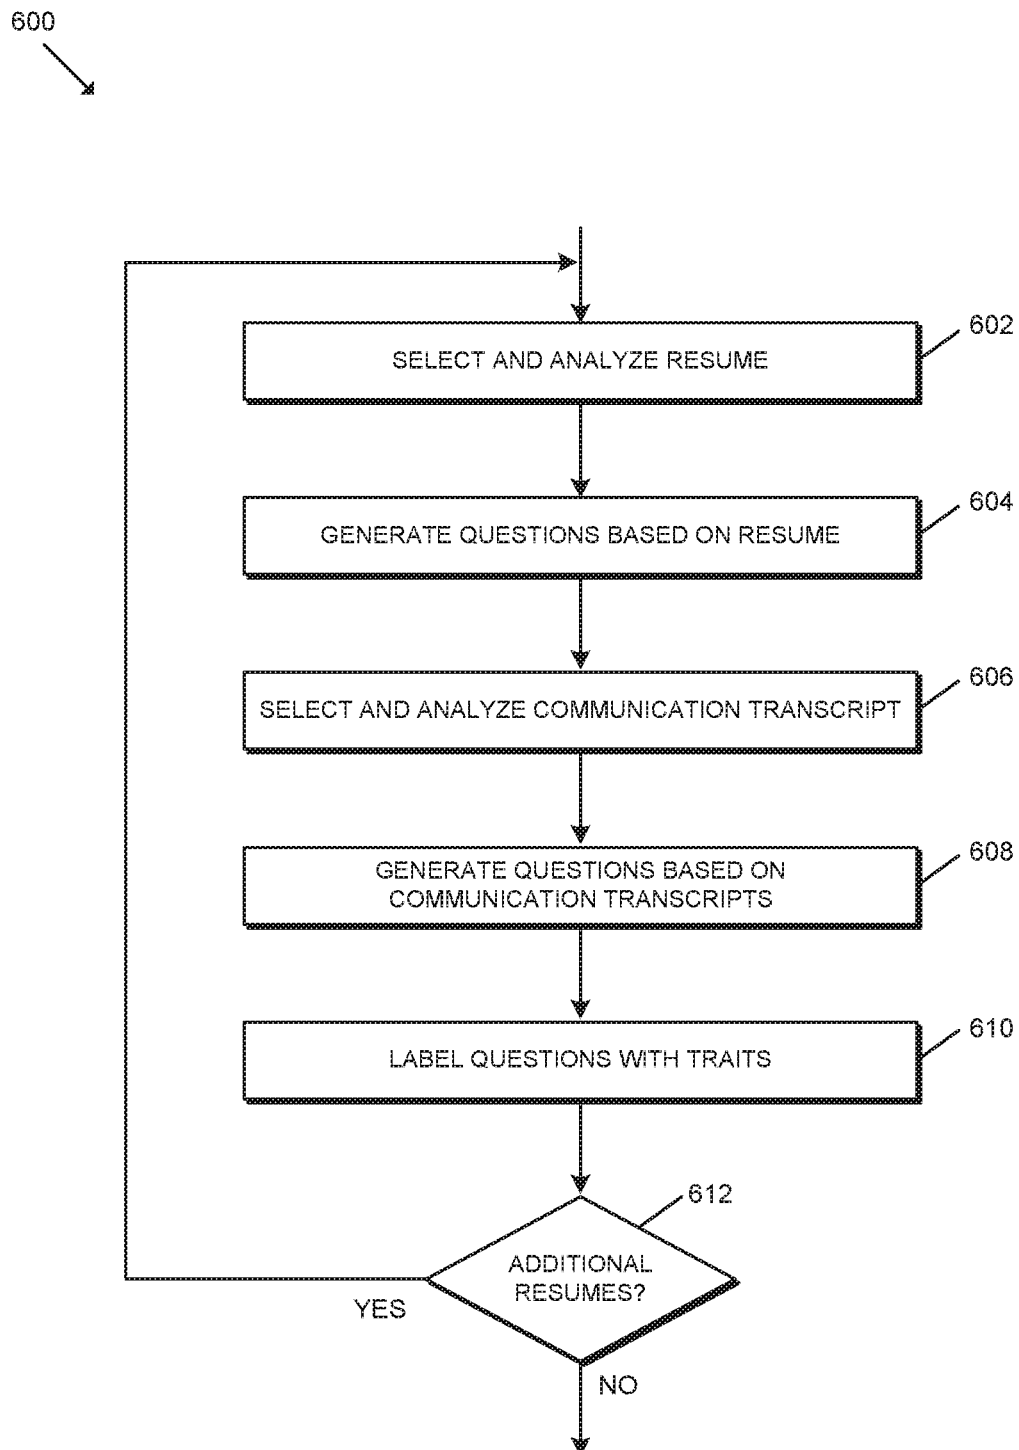 600
602
SELECT AND ANALYZE RESUME
604
GENERATE QUESTIONS BASED ON RESUME
606
SELECT AND ANALYZE COMMUNICATION TRANSCRIPT
608
GENERATE QUESTIONS BASED ON
COMMUNICATION TRANSCRIPTS
610
LABEL QUESTIONS WITH TRAITS
612
ADDITIONAL
RESUMES?
YES
NO